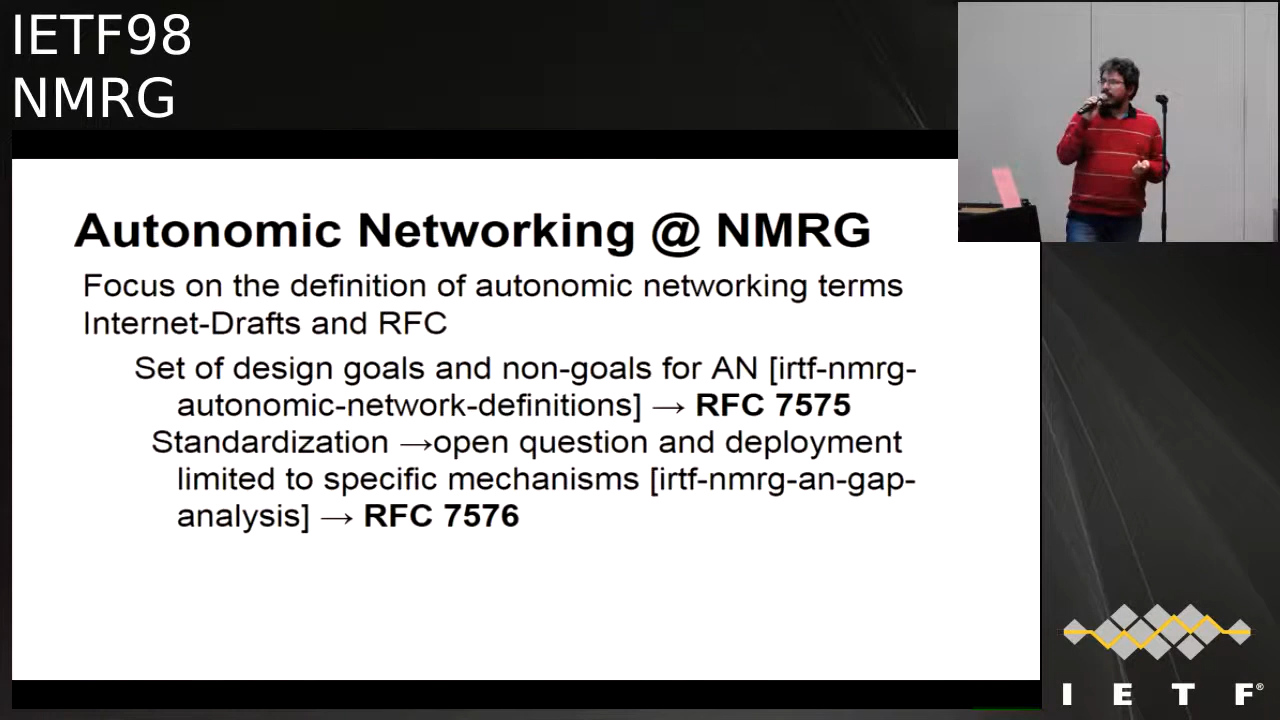 IETF98
NMRG
Autonomic Networking @ NMRG
Focus on the definition of autonomic networking terms
Internet-Drafts and RFC
Set of design goals and non-goals for AN [irtf-nmrg-
autonomic-network-definitions] → RFC 7575
Standardization →open question and deployment
limited to specific mechanisms [irtf-nmrg-an-gap-
analysis] → RFC 7576
I E T F®